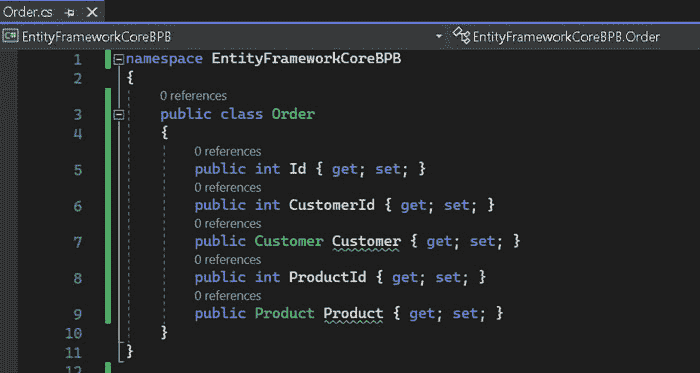 Order.cs
C# EntityFrameworkCoreBPB EntityFrameworkCoreBPB.Order
1 namespace EntityFrameworkCoreBPB
2 {
0 references
3 public class Order
4 {
0 references
5 public int Id { get; set; }
0 references
6 public int CustomerId { get; set; }
0 references
7 public Customer Customer { get; set; }
0 references
8 public int ProductId { get; set; }
0 references
9 public Product Product { get; set; }
10 }
11 }
12